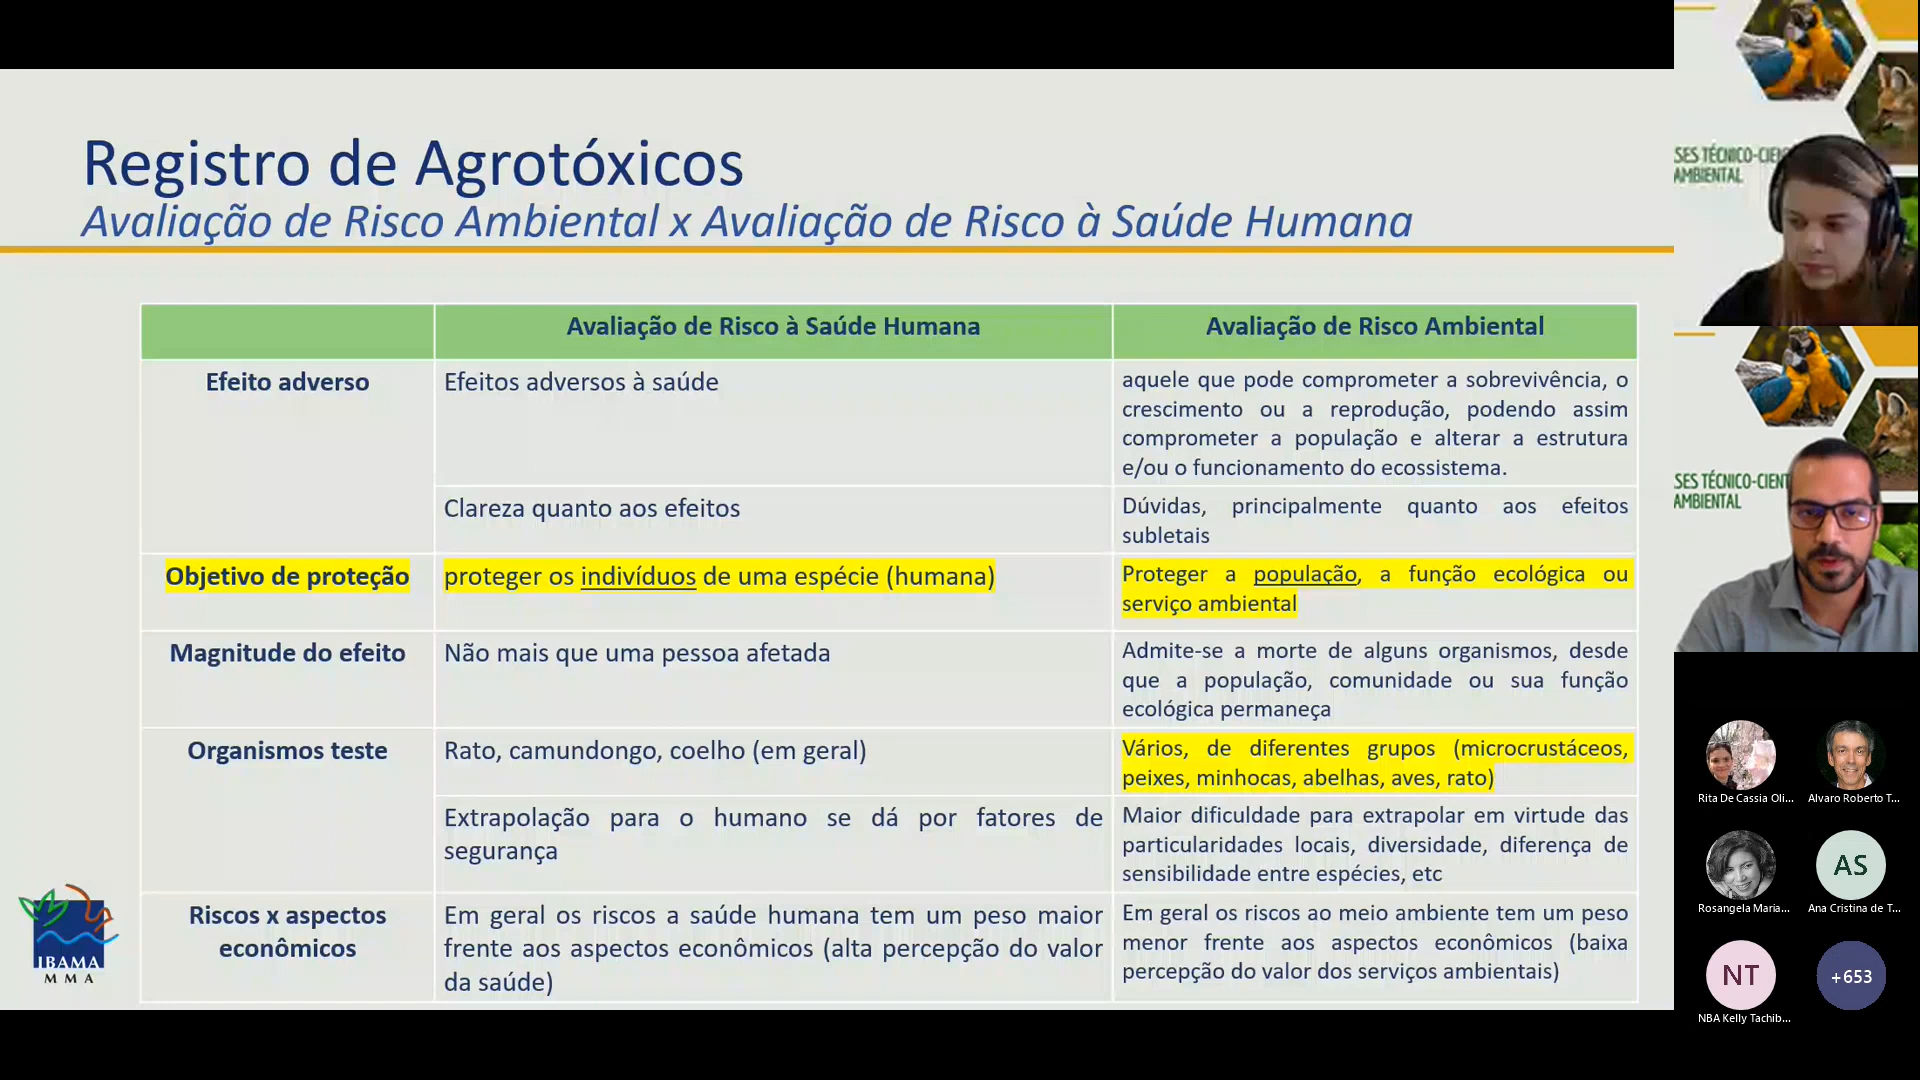 Registro de Agrotóxicos
Avaliação de Risco Ambiental x Avaliação de Risco à Saúde Humana
Avaliação de Risco à Saúde Humana
Avaliação de Risco Ambiental
Efeito adverso
Efeitos adversos à saúde
aquele que pode comprometer a sobrevivência, o
crescimento ou a reprodução, podendo assim
comprometer a população e alterar a estrutura
e/ou o funcionamento do ecossistema.
Clareza quanto aos efeitos
Dúvidas, principalmente quanto aos efeitos
subletais
Objetivo de proteção
proteger os indivíduos de uma espécie (humana)
Proteger a população, a função ecológica ou
serviço ambiental
Magnitude do efeito
Não mais que uma pessoa afetada
Admite-se a morte de alguns organismos, desde
que a população, comunidade ou sua função
ecológica permaneça
Organismos teste
Rato, camundongo, coelho (em geral)
Vários, de diferentes grupos (microcrustáceos,
peixes, minhocas, abelhas, aves, rato)
Extrapolação para o humano se dá por fatores de
segurança
Maior dificuldade para extrapolar em virtude das
particularidades locais, diversidade, diferença de
sensibilidade entre espécies, etc
Riscos x aspectos
econômicos
Em geral os riscos a saúde humana tem um peso maior
frente aos aspectos econômicos (alta percepção do valor
da saúde)
Em geral os riscos ao meio ambiente tem um peso
menor frente aos aspectos econômicos (baixa
percepção do valor dos serviços ambientais)
IBAMA
MMA
SES TÉCNICO-CIEN
AMBIENTAL
SES TÉCNICO-CIENT
AMBIENTAL
Rita De Cassia Oli...
Alvaro Roberto T...
Rosangela Maria...
AS
Ana Cristina de T...
NT
NBA Kelly Tachib...
+653